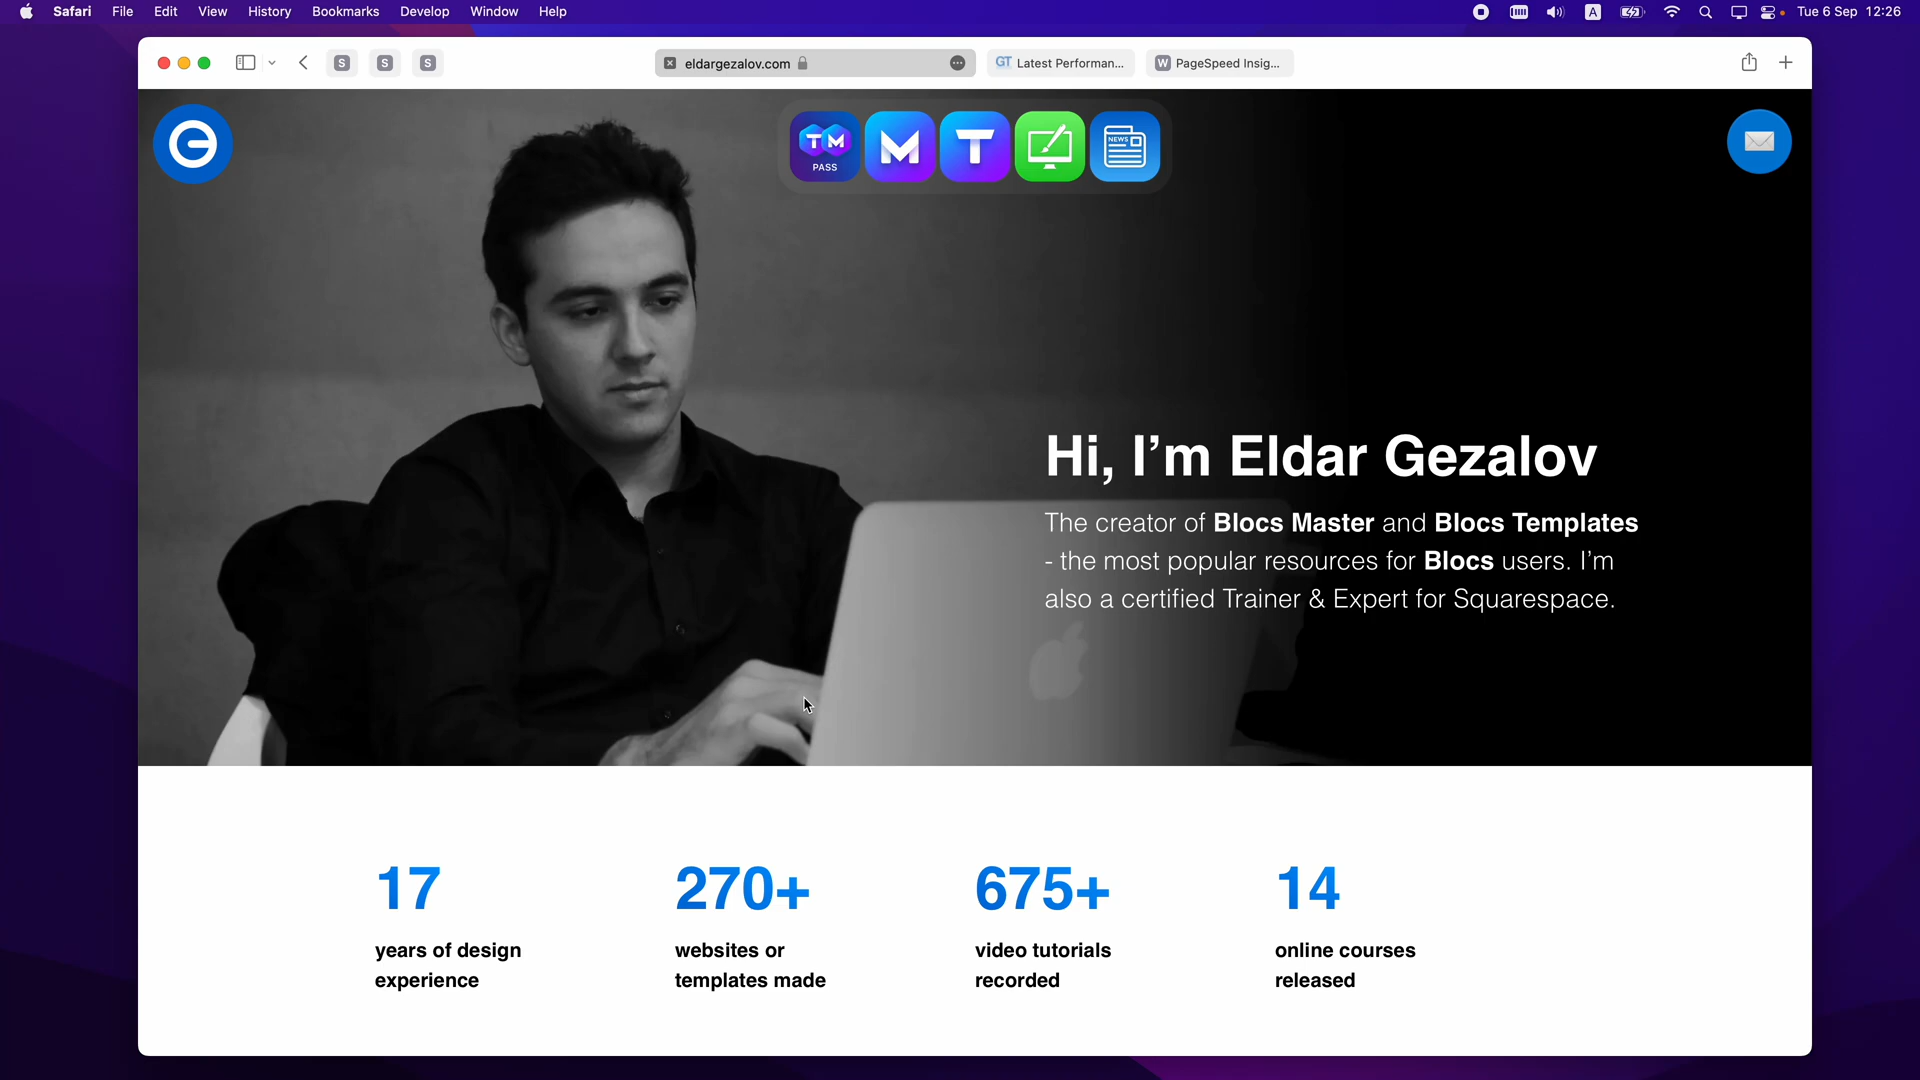 Safari File Edit View History Bookmarks Develop Window Help A Tue 6 Sep 12:26
S S S eldargezalov.com GT Latest Performan... W PageSpeed Insig...
TM PASS M T NEWS
Hi, I’m Eldar Gezalov
The creator of Blocs Master and Blocs Templates
- the most popular resources for Blocs users. I’m
also a certified Trainer & Expert for Squarespace.
17 270+ 675+ 14
years of design websites or video tutorials online courses
experience templates made recorded released